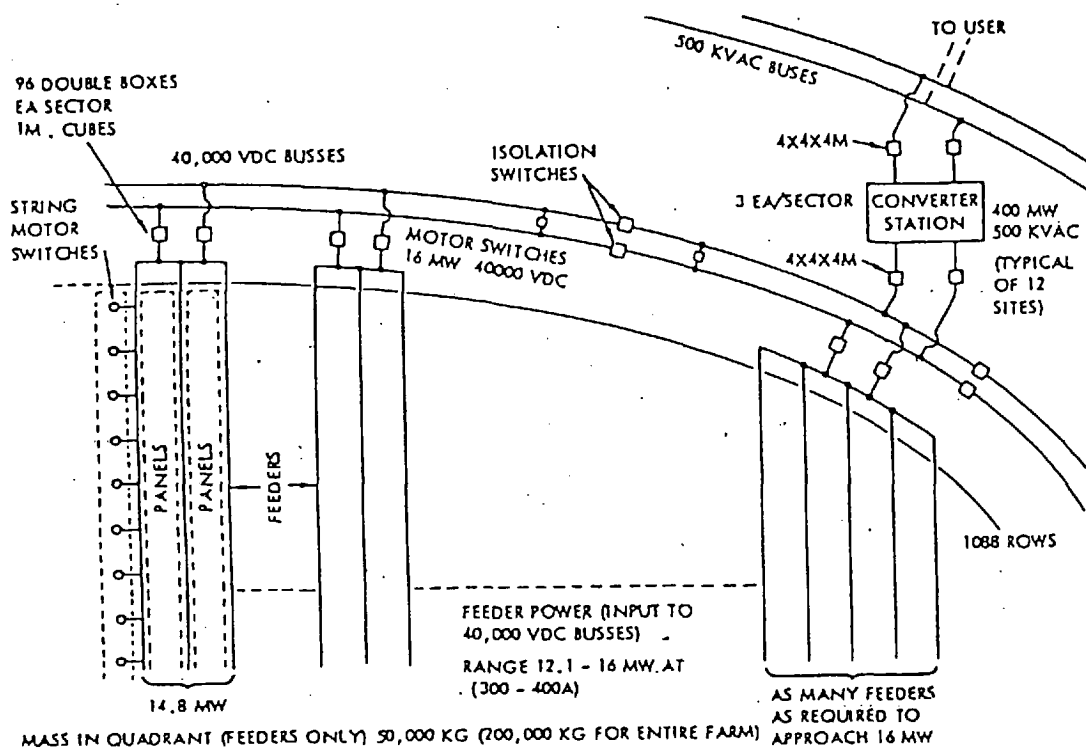 TO USER
500 KVAC BUSES
96 DOUBLE BOXES
EA SECTOR
1M. CUBES
40,000 VDC BUSSES
ISOLATION
SWITCHES
4X4X4M
3 EA/SECTOR
CONVERTER
STATION
400 MW
500 KVAC
(TYPICAL
OF 12
SITES)
4X4X4M
STRING
MOTOR
SWITCHES
MOTOR SWITCHES
16 MW 40000 VDC
PANELS
PANELS
FEEDERS
1088 ROWS
FEEDER POWER (INPUT TO
40,000 VDC BUSSES)
RANGE 12.1 - 16 MW. AT
(300 - 400A)
14.8 MW
AS MANY FEEDERS
AS REQUIRED TO
APPROACH 16 MW
MASS IN QUADRANT (FEEDERS ONLY) 50,000 KG (200,000 KG FOR ENTIRE FARM)